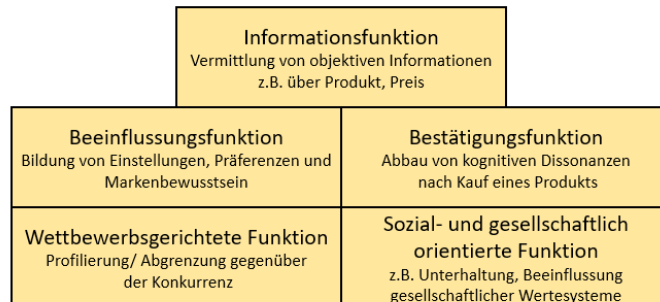 Informationsfunktion
Vermittlung von objektiven Informationen
z.B. über Produkt, Preis
Beeinflussungsfunktion
Bildung von Einstellungen, Präferenzen und
Markenbewusstsein
Bestätigungsfunktion
Abbau von kognitiven Dissonanzen
nach Kauf eines Produkts
Wettbewerbsgerichtete Funktion
Profilierung/ Abgrenzung gegenüber
der Konkurrenz
Sozial- und gesellschaftlich
orientierte Funktion
z.B. Unterhaltung, Beeinflussung
gesellschaftlicher Wertesysteme